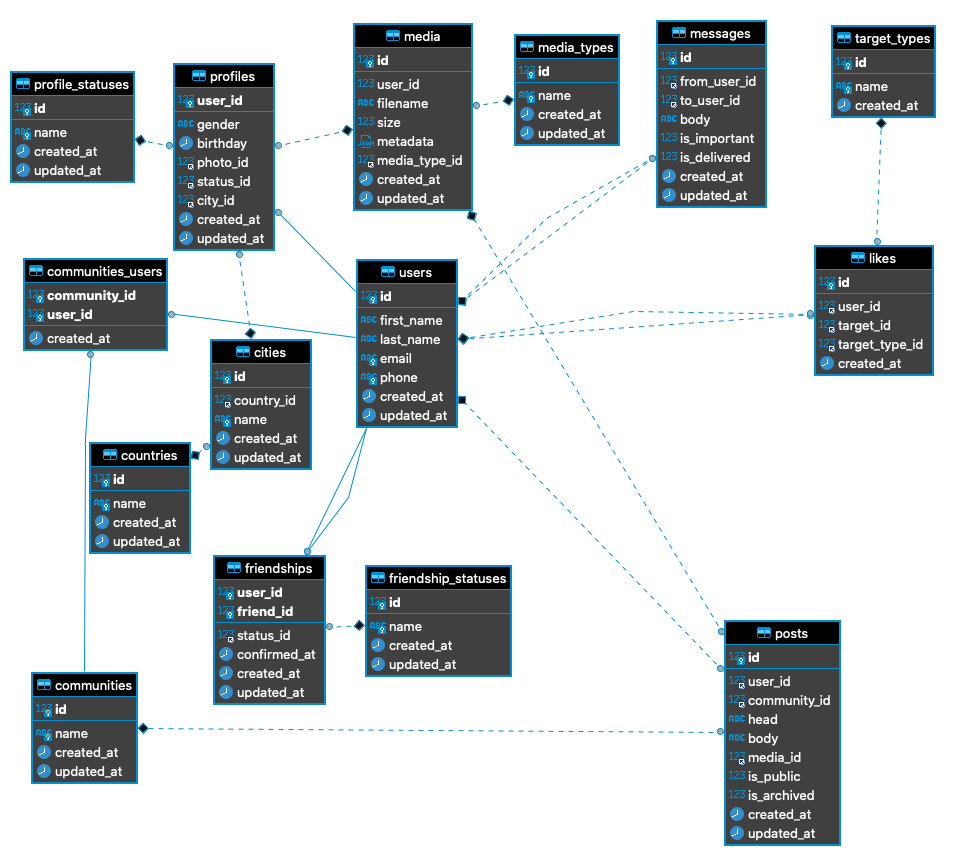 profile_statuses
id
name
created_at
updated_at
profiles
user_id
gender
birthday
photo_id
status_id
city_id
created_at
updated_at
media
id
user_id
filename
size
metadata
media_type_id
created_at
updated_at
media_types
id
name
created_at
updated_at
messages
id
from_user_id
to_user_id
body
is_important
is_delivered
created_at
updated_at
target_types
id
name
created_at
communities_users
community_id
user_id
created_at
users
id
first_name
last_name
email
phone
created_at
updated_at
likes
id
user_id
target_id
target_type_id
created_at
cities
id
country_id
name
created_at
updated_at
countries
id
name
created_at
updated_at
friendships
user_id
friend_id
status_id
confirmed_at
created_at
updated_at
friendship_statuses
id
name
created_at
updated_at
communities
id
name
created_at
updated_at
posts
id
user_id
community_id
head
body
media_id
is_public
is_archived
created_at
updated_at